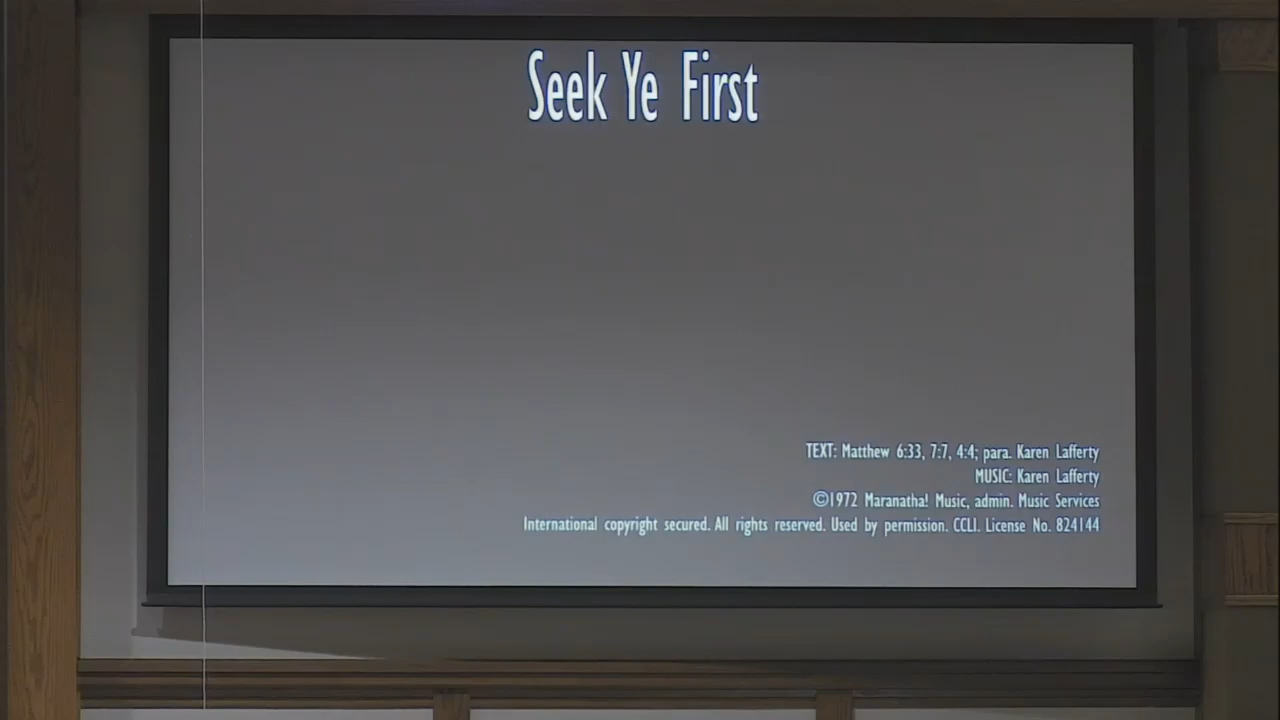 Seek Ye First
TEXT: Matthew 6:33, 7:7, 4:4; para. Karen Lafferty
MUSIC: Karen Lafferty
©1972 Maranatha! Music, admin. Music Services
International copyright secured. All rights reserved. Used by permission. CCLI. License No. 824144